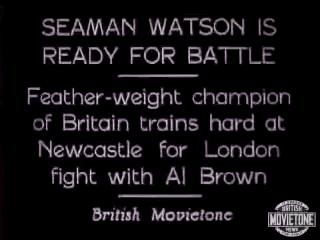 SEAMAN WATSON IS
READY FOR BATTLE
Feather-weight champion
of Britain trains hard at
Newcastle for London
fight with Al Brown
British Movietone
BRITISH
MOVIETONE
NEWS